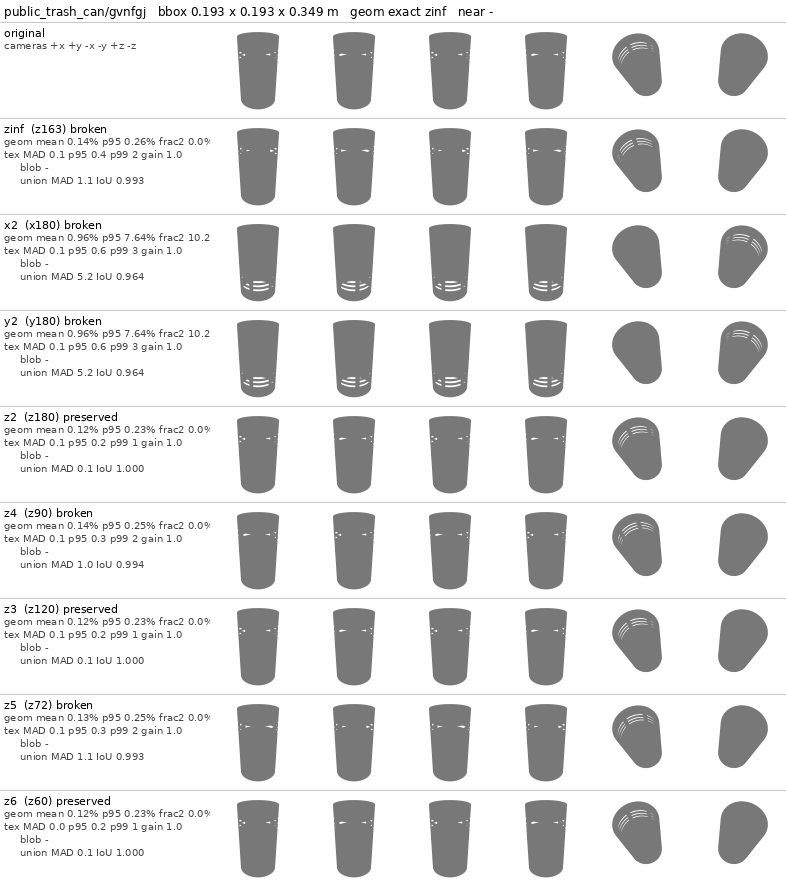 public_trash_can/gvnfgj   bbox 0.193 x 0.193 x 0.349 m   geom exact zinf   near -
original
cameras +x +y -x -y +z -z
zinf  (z163) broken
geom mean 0.14% p95 0.26% frac2 0.0%
tex MAD 0.1 p95 0.4 p99 2 gain 1.0
blob -
union MAD 1.1 IoU 0.993
x2  (x180) broken
geom mean 0.96% p95 7.64% frac2 10.2
tex MAD 0.1 p95 0.6 p99 3 gain 1.0
blob -
union MAD 5.2 IoU 0.964
y2  (y180) broken
geom mean 0.96% p95 7.64% frac2 10.2
tex MAD 0.1 p95 0.6 p99 3 gain 1.0
blob -
union MAD 5.2 IoU 0.964
z2  (z180) preserved
geom mean 0.12% p95 0.23% frac2 0.0%
tex MAD 0.1 p95 0.2 p99 1 gain 1.0
blob -
union MAD 0.1 IoU 1.000
z4  (z90) broken
geom mean 0.14% p95 0.25% frac2 0.0%
tex MAD 0.1 p95 0.3 p99 2 gain 1.0
blob -
union MAD 1.0 IoU 0.994
z3  (z120) preserved
geom mean 0.12% p95 0.23% frac2 0.0%
tex MAD 0.1 p95 0.2 p99 1 gain 1.0
blob -
union MAD 0.1 IoU 1.000
z5  (z72) broken
geom mean 0.13% p95 0.25% frac2 0.0%
tex MAD 0.1 p95 0.3 p99 2 gain 1.0
blob -
union MAD 1.1 IoU 0.993
z6  (z60) preserved
geom mean 0.12% p95 0.23% frac2 0.0%
tex MAD 0.0 p95 0.2 p99 1 gain 1.0
blob -
union MAD 0.1 IoU 1.000